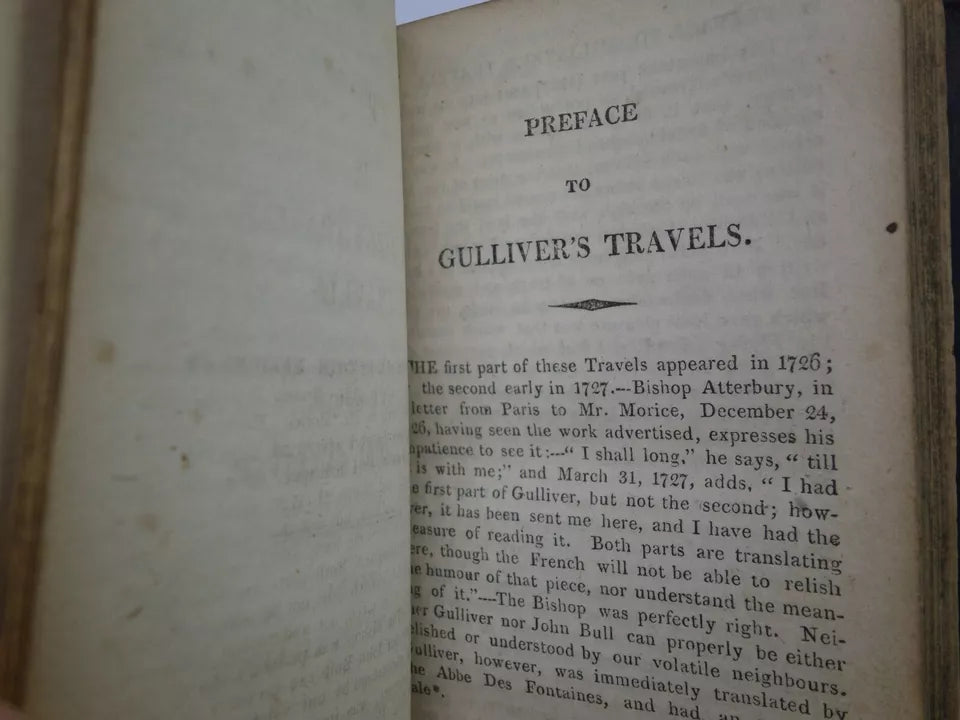 PREFACE
TO
GULLIVER'S TRAVELS.
HE first part of these Travels appeared in 1726;
the second early in 1727.—Bishop Atterbury, in
letter from Paris to Mr. Morice, December 24,
26, having seen the work advertised, expresses his
patience to see it:—“ I shall long,” he says, “ till
is with me;” and March 31, 1727, adds, “ I had
e first part of Gulliver, but not the second; how-
er, it has been sent me here, and I have had the
easure of reading it. Both parts are translating
ere, though the French will not be able to relish
e humour of that piece, nor understand the mean-
g of it.”—The Bishop was perfectly right. Nei-
er Gulliver nor John Bull can properly be either
lished or understood by our volatile neighbours.
ulliver, however, was immediately translated by
he Abbe Des Fontaines, and had an
ale*.